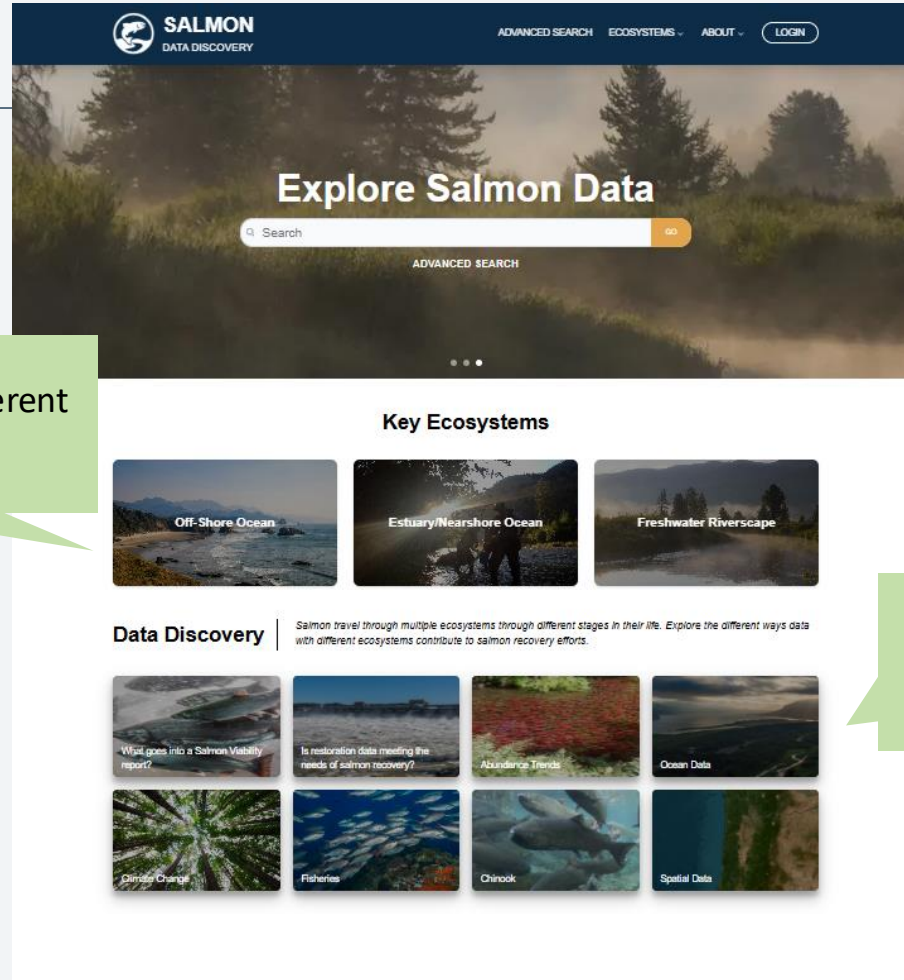 SALMON
DATA DISCOVERY
ADVANCED SEARCH ECOSYSTEMS ABOUT LOGIN
Explore Salmon Data
Search GO
ADVANCED SEARCH
erent
Key Ecosystems
Off-Shore Ocean Estuary/Nearshore Ocean Freshwater Riverscape
Data Discovery
Salmon travel through multiple ecosystems through different stages in their life. Explore the different ways data
with different ecosystems contribute to salmon recovery efforts.
What goes into a Salmon Viability
report?
Is restoration data meeting the
needs of salmon recovery?
Abundance Trends
Ocean Data
Climate Change
Fisheries
Chinook
Spatial Data